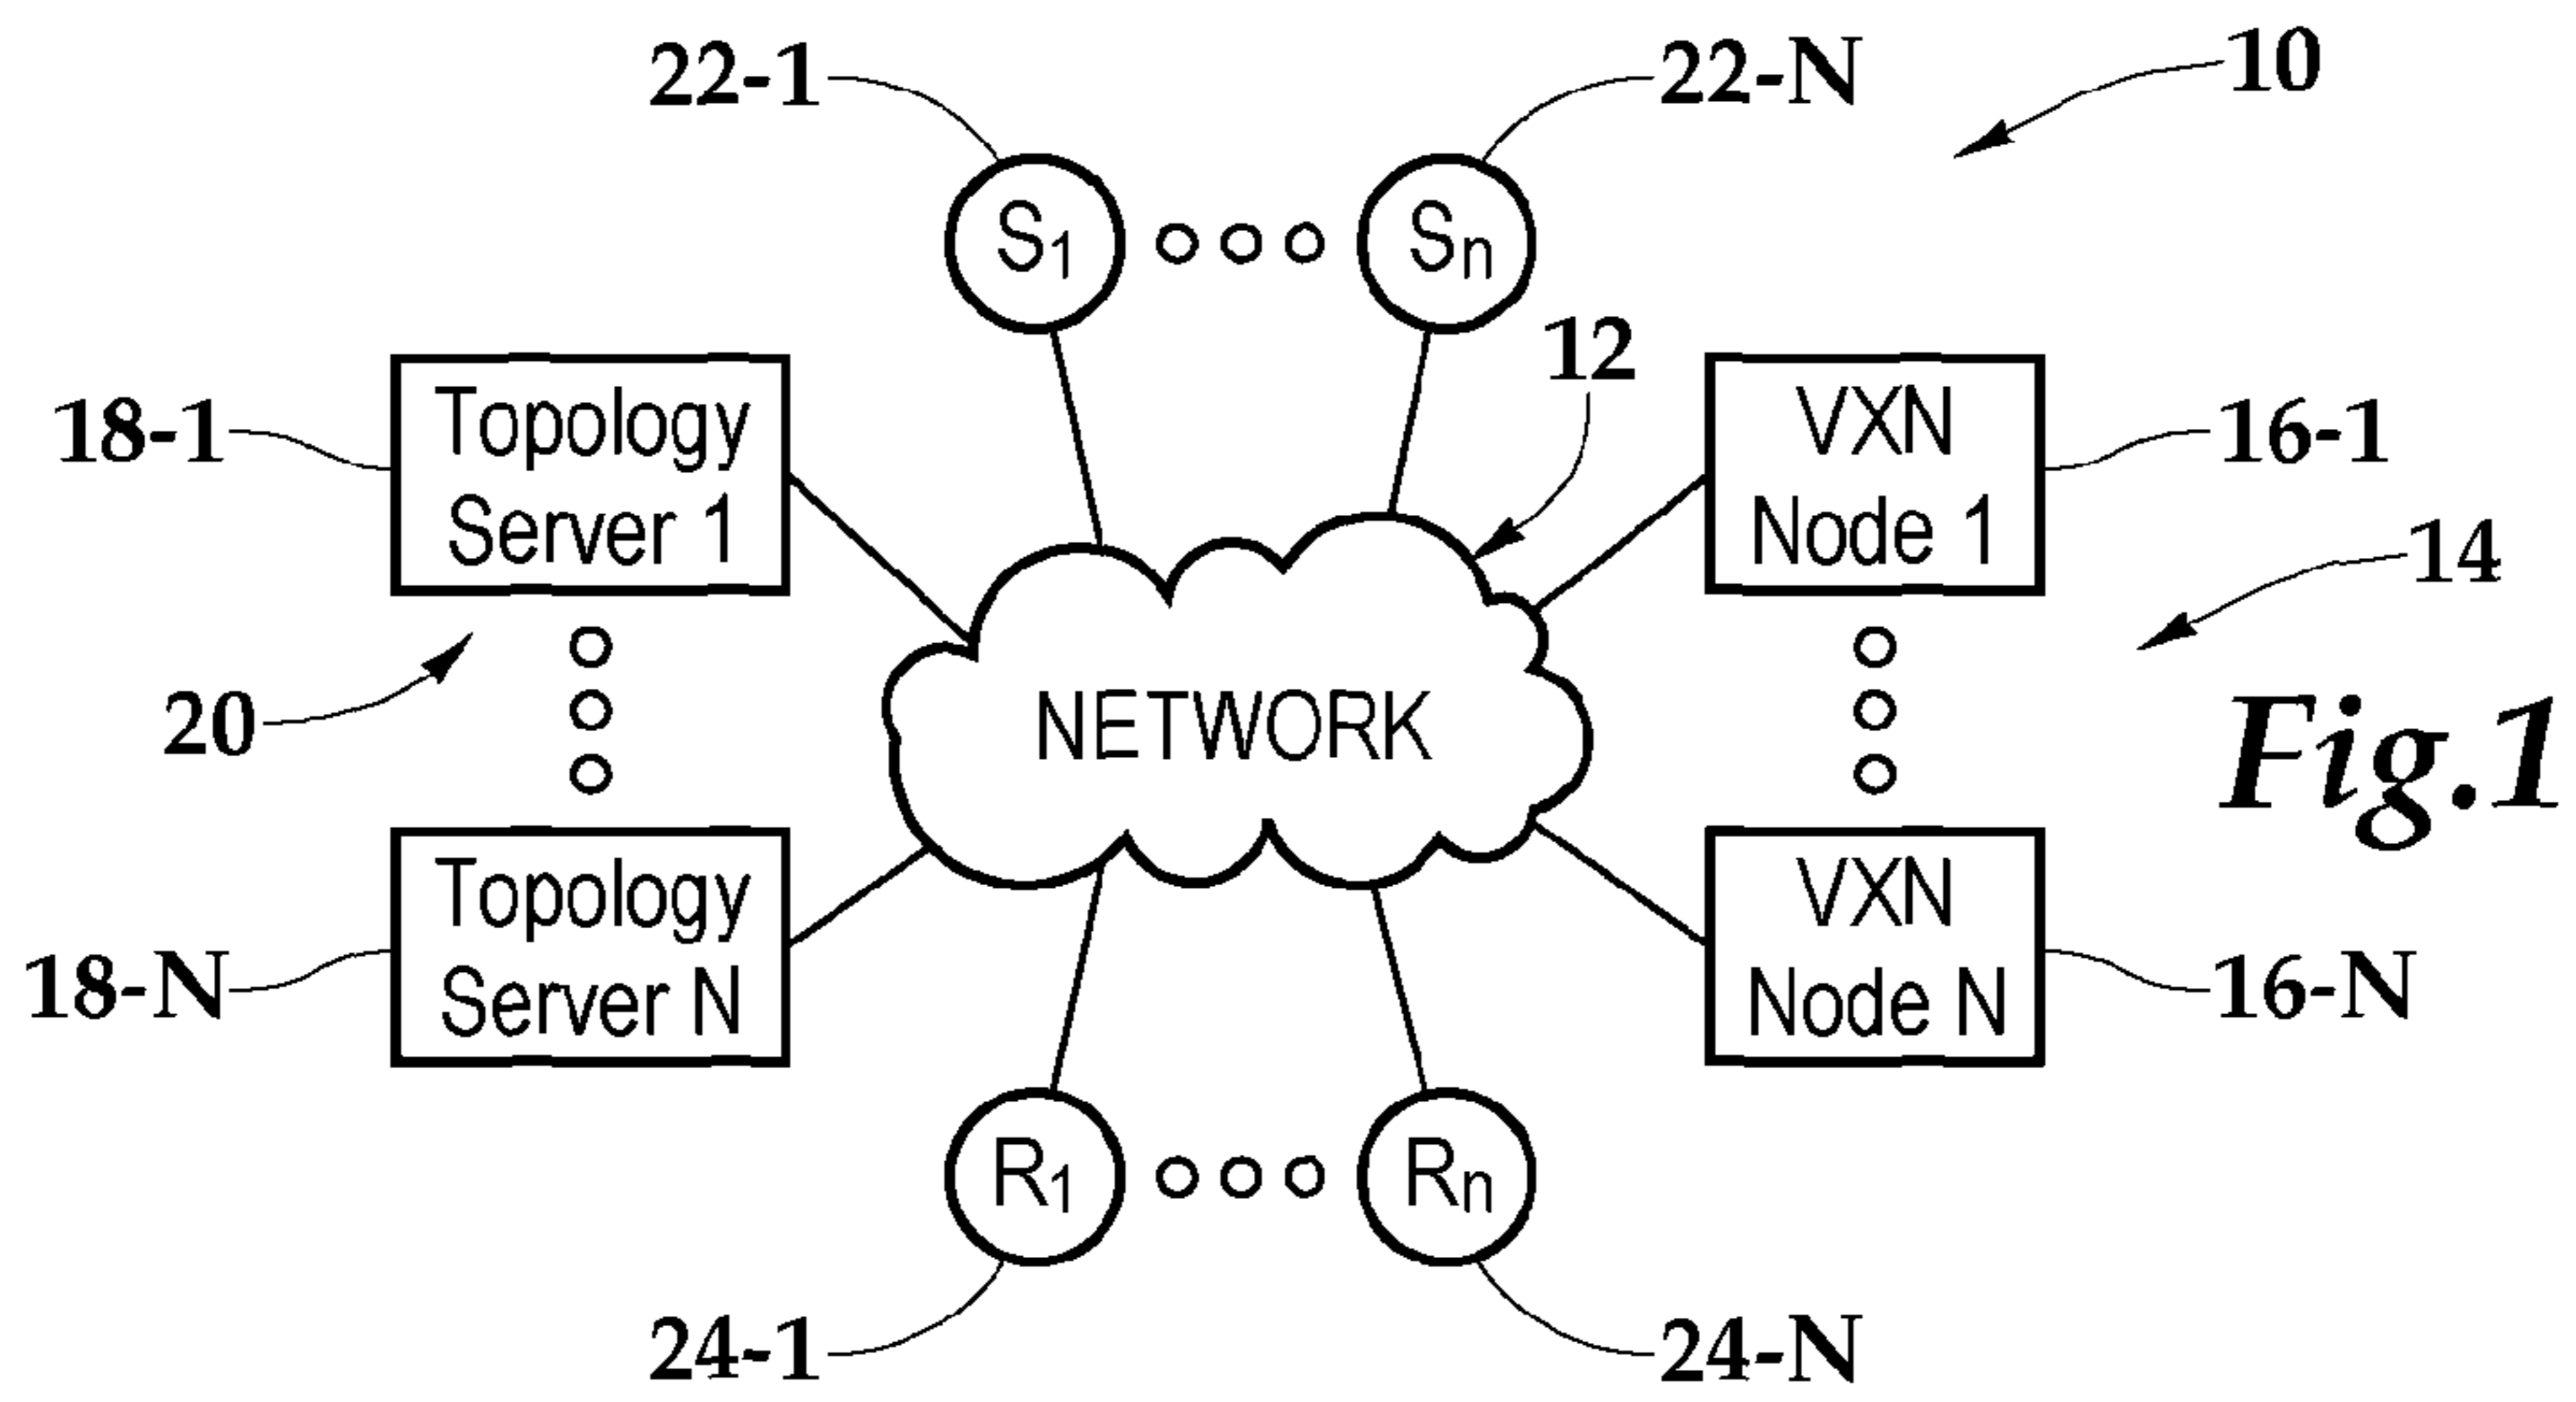 22-1
22-N
10
S1
Sn
12
Topology
Server 1
18-1
VXN
Node 1
16-1
14
20
NETWORK
Fig.1
Topology
Server N
18-N
VXN
Node N
16-N
R1
Rn
24-1
24-N